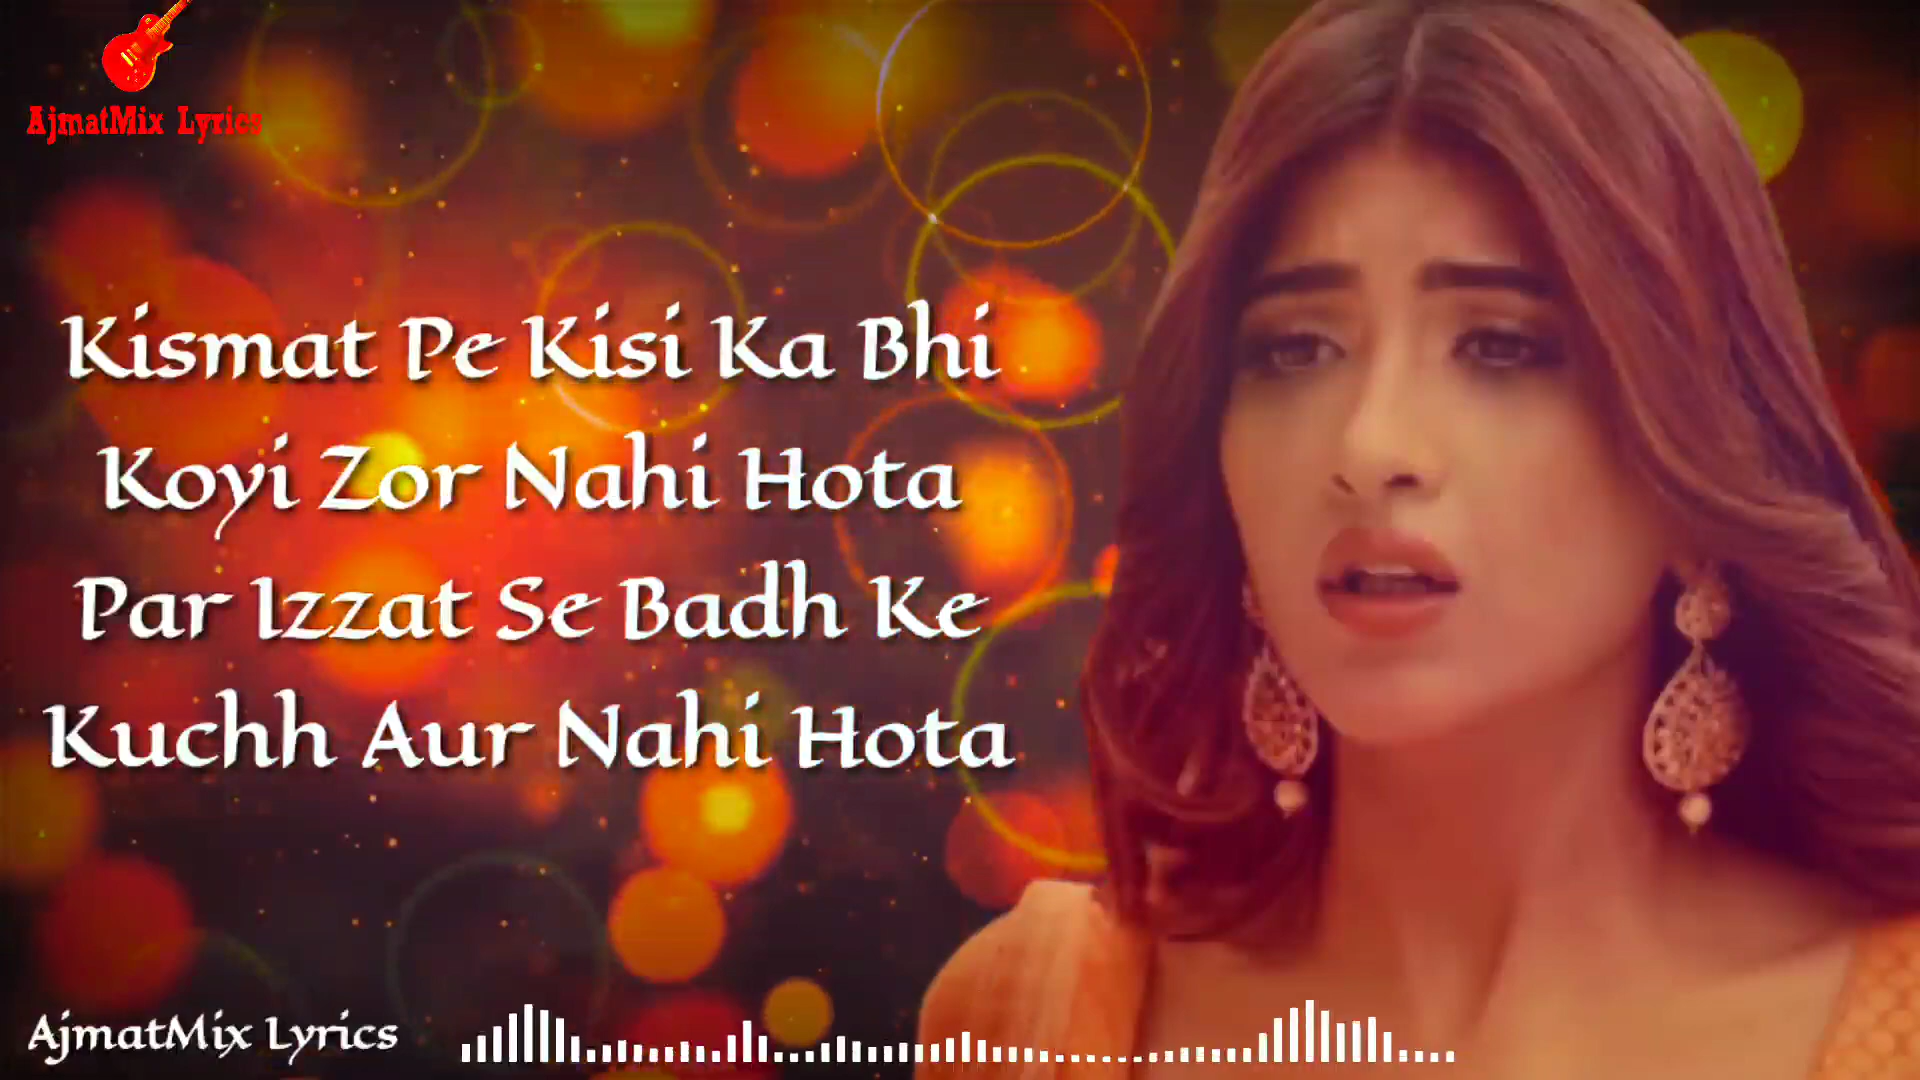 AjmatMix Lyrics
Kismat Pe Kisi Ka Bhi
Koyi Zor Nahi Hota
Par Izzat Se Badh Ke
Kuchh Aur Nahi Hota
AjmatMix Lyrics